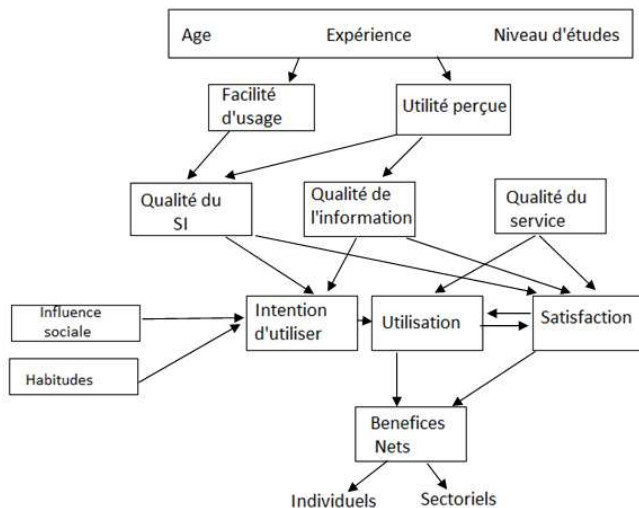 Age Expérience Niveau d'études
Facilité
d'usage
Utilité perçue
Qualité du
SI
Qualité de
l'information
Qualité du
service
Influence
sociale
Habitudes
Intention
d'utiliser
Utilisation
Satisfaction
Benefices
Nets
Individuels
Sectoriels